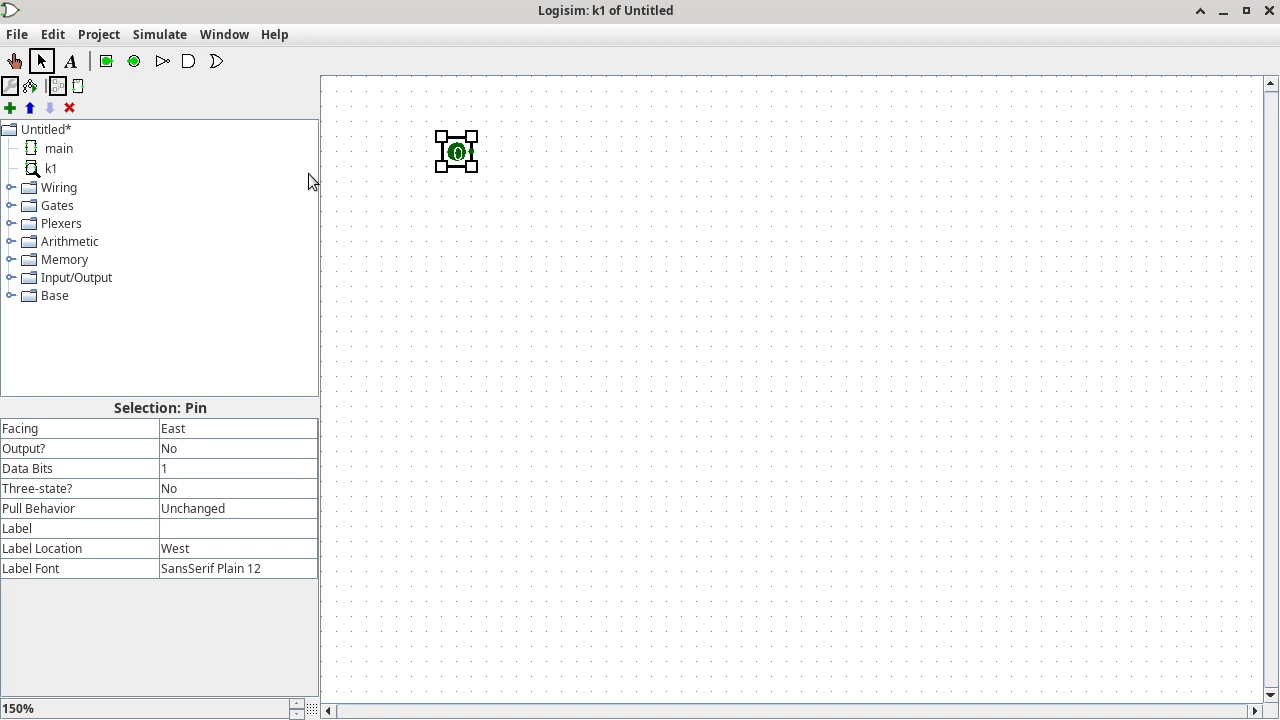 Logisim: k1 of Untitled
File Edit Project Simulate Window Help
A
Untitled*
main
k1
Wiring
Gates
Plexers
Arithmetic
Memory
Input/Output
Base
0
Selection: Pin
Facing East
Output? No
Data Bits 1
Three-state? No
Pull Behavior Unchanged
Label
Label Location West
Label Font SansSerif Plain 12
150%